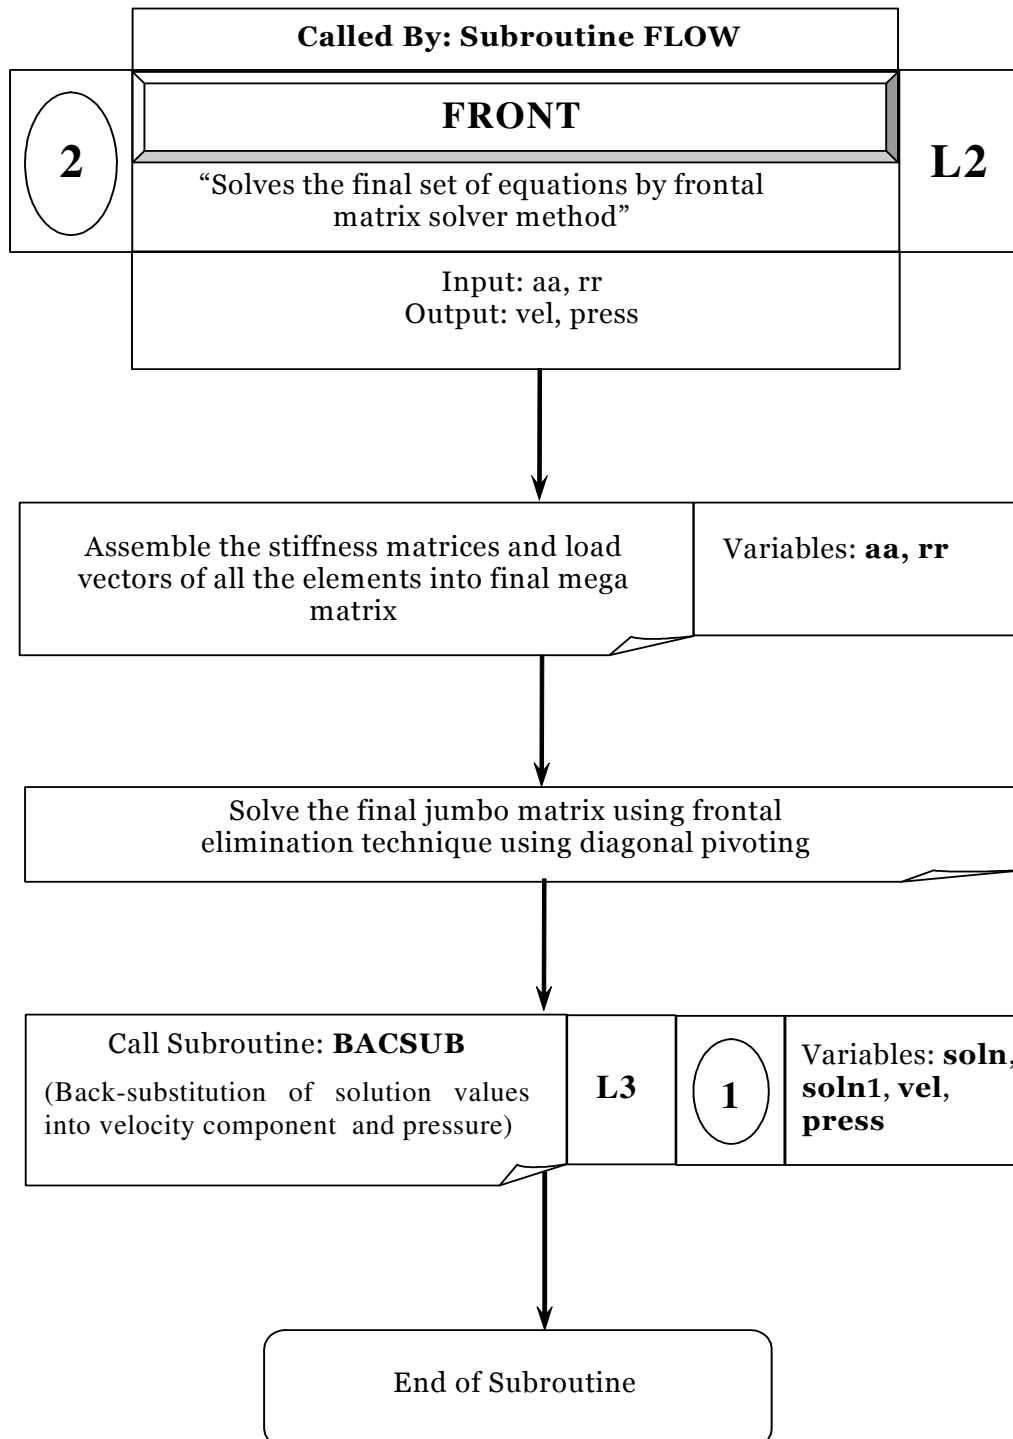 Called By: Subroutine FLOW
2
FRONT
L2
“Solves the final set of equations by frontal
matrix solver method”
Input: aa, rr
Output: vel, press
Assemble the stiffness matrices and load
vectors of all the elements into final mega
matrix
Variables: aa, rr
Solve the final jumbo matrix using frontal
elimination technique using diagonal pivoting
Call Subroutine: BACSUB
(Back-substitution of solution values
into velocity component and pressure)
L3
1
Variables: soln,
soln1, vel,
press
End of Subroutine